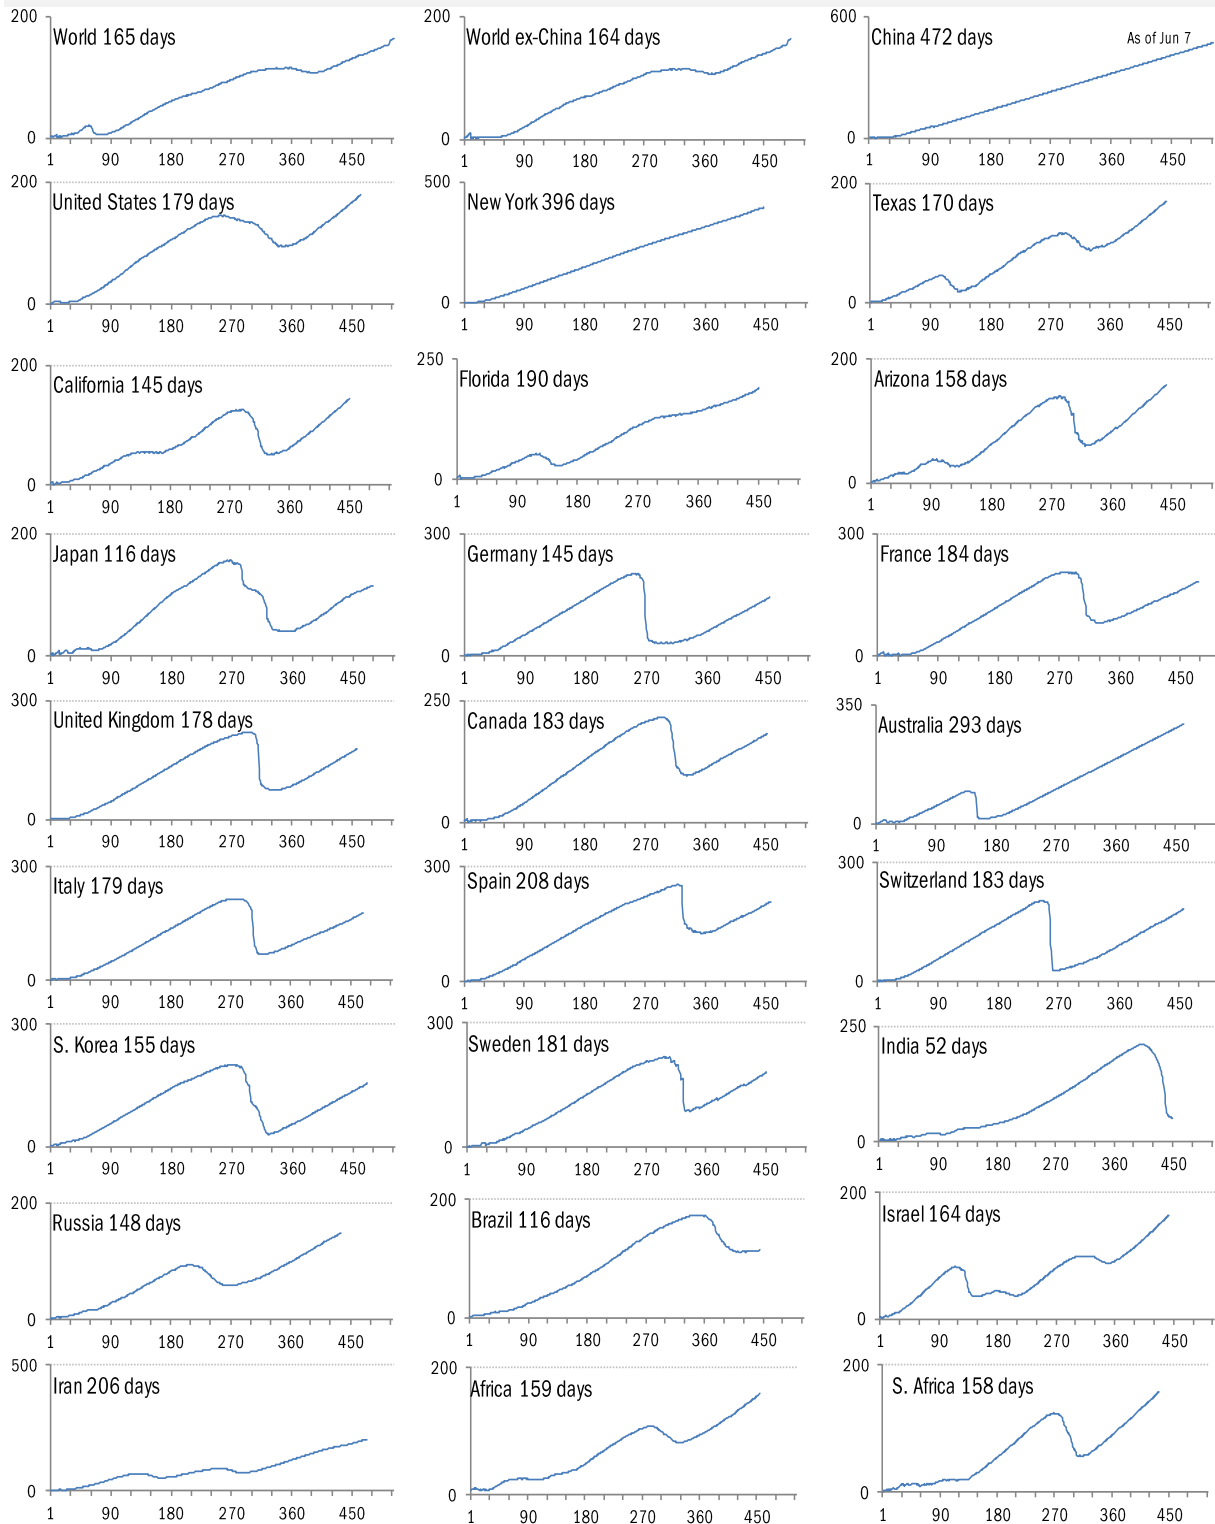 200
World 165 days
0
1 90 180 270 360 450
200
World ex-China 164 days
0
1 90 180 270 360 450
600
China 472 days
As of Jun 7
0
1 90 180 270 360 450
200
United States 179 days
0
1 90 180 270 360 450
500
New York 396 days
0
1 90 180 270 360 450
200
Texas 170 days
0
1 90 180 270 360 450
200
California 145 days
0
1 90 180 270 360 450
250
Florida 190 days
0
1 90 180 270 360 450
200
Arizona 158 days
0
1 90 180 270 360 450
200
Japan 116 days
0
1 90 180 270 360 450
300
Germany 145 days
0
1 90 180 270 360 450
300
France 184 days
0
1 90 180 270 360 450
300
United Kingdom 178 days
0
1 90 180 270 360 450
250
Canada 183 days
0
1 90 180 270 360 450
350
Australia 293 days
0
1 90 180 270 360 450
300
Italy 179 days
0
1 90 180 270 360 450
300
Spain 208 days
0
1 90 180 270 360 450
300
Switzerland 183 days
0
1 90 180 270 360 450
300
S. Korea 155 days
0
1 90 180 270 360 450
300
Sweden 181 days
0
1 90 180 270 360 450
250
India 52 days
0
1 90 180 270 360 450
200
Russia 148 days
0
1 90 180 270 360 450
200
Brazil 116 days
0
1 90 180 270 360 450
200
Israel 164 days
0
1 90 180 270 360 450
500
Iran 206 days
0
1 90 180 270 360 450
200
Africa 159 days
0
1 90 180 270 360 450
200
S. Africa 158 days
0
1 90 180 270 360 450